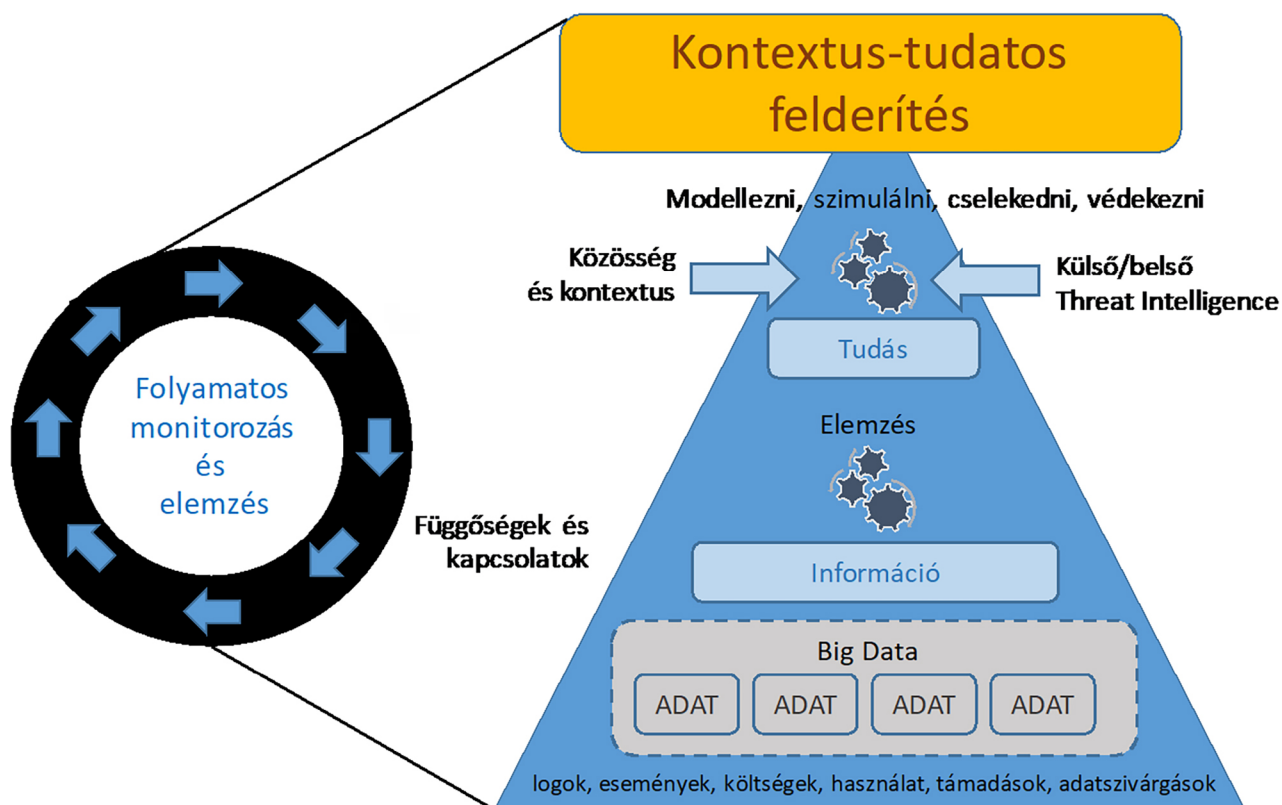 Kontextus-tudatos
felderítés
Modellezni, szimulálni, cselekedni, védekezni
Közösség
és kontextus
Külső/belső
Threat Intelligence
Tudás
Folyamatos
monitorozás
és
elemzés
Elemzés
Függőségek és
kapcsolatok
Információ
Big Data
ADAT ADAT ADAT ADAT
logok, események, költségek, használat, támadások, adatszivárgások